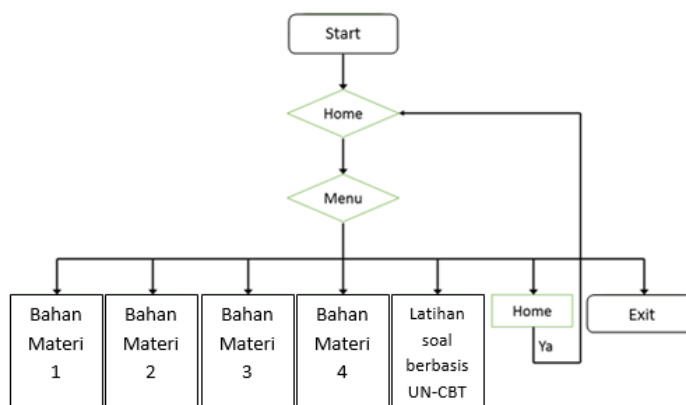 Start
Home
Menu
Bahan
Materi
1
Bahan
Materi
2
Bahan
Materi
3
Bahan
Materi
4
Latihan
soal
berbasis
UN-CBT
Home
Ya
Exit